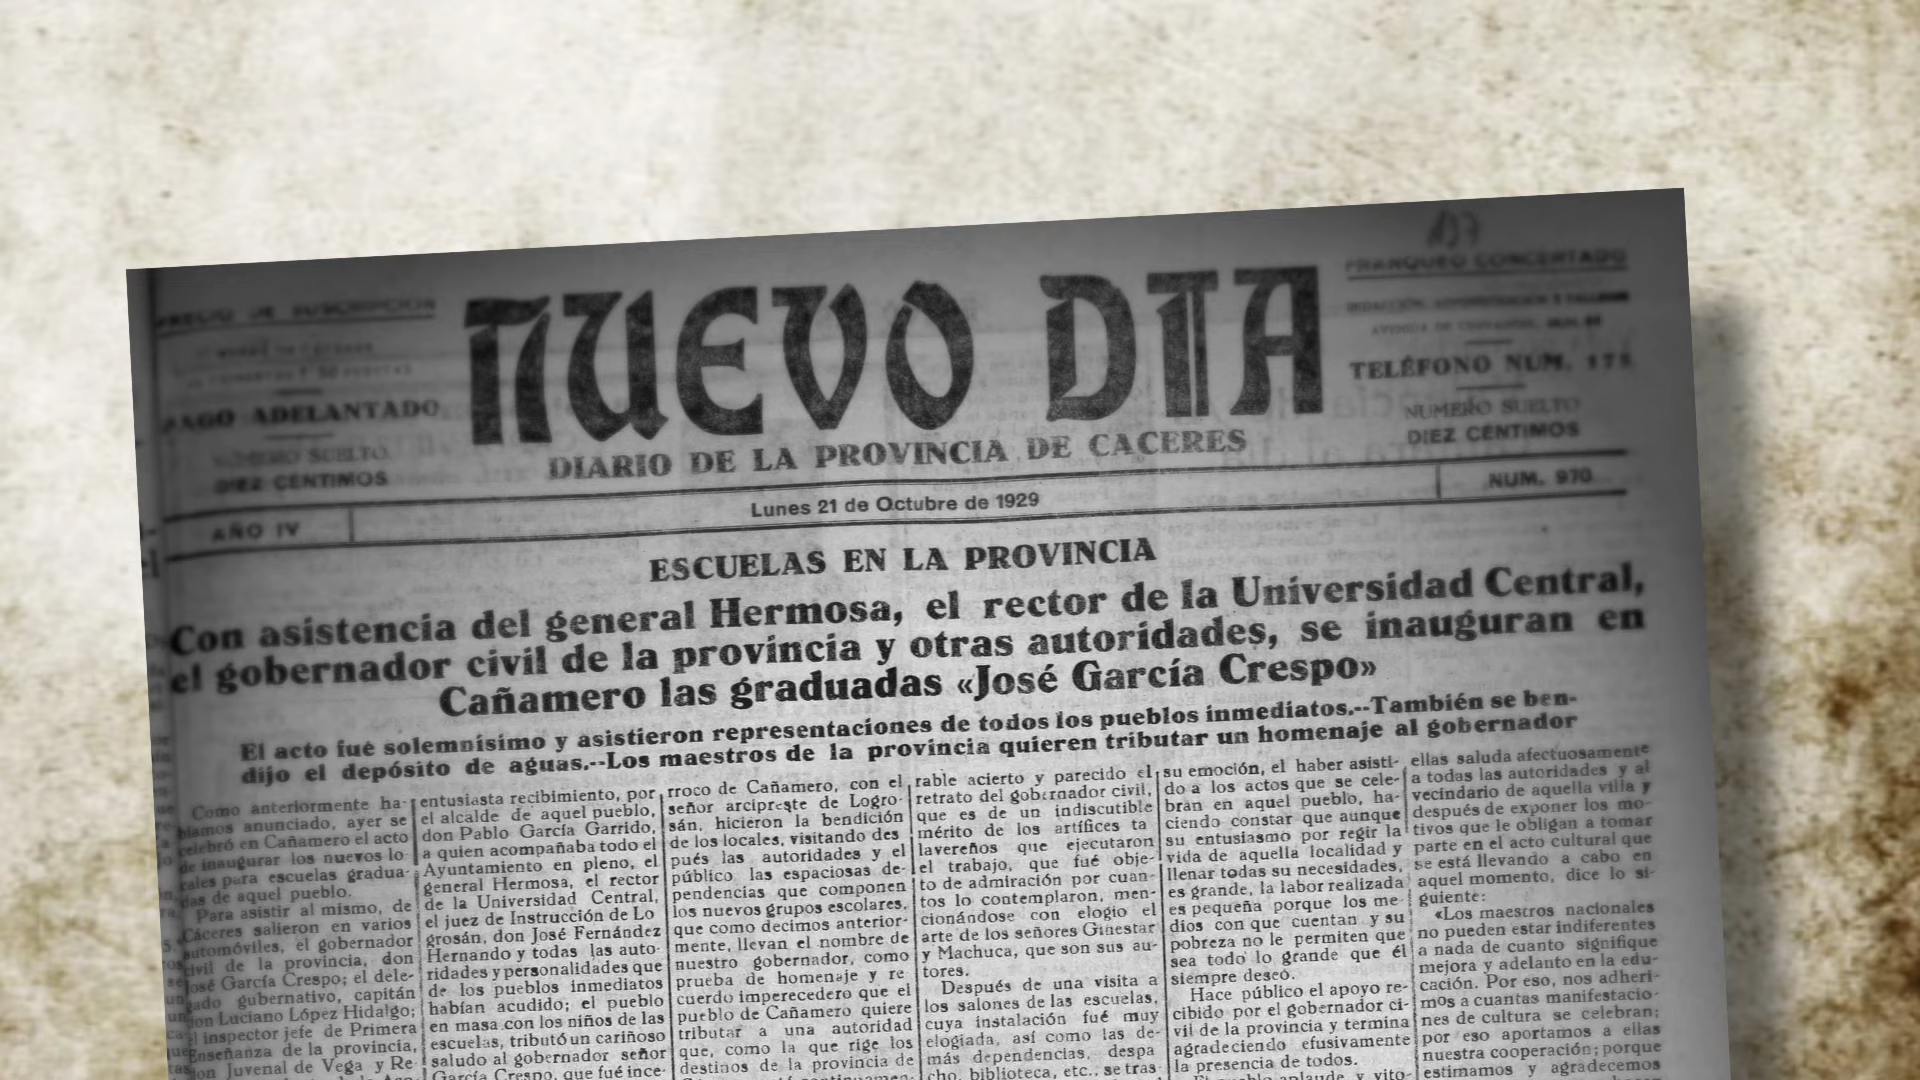 PRECIO DE SUSCRIPCION
PAGO ADELANTADO
NUMERO SUELTO
DIEZ CENTIMOS
NUEVO DIA
DIARIO DE LA PROVINCIA DE CACERES
FRANQUEO CONCERTADO
TELÉFONO NUM.
NUMERO SUELTO
DIEZ CENTIMOS
AÑO IV
Lunes 21 de Octubre de 1929
NUM. 970
ESCUELAS EN LA PROVINCIA
Con asistencia del general Hermosa, el rector de la Universidad Central,
el gobernador civil de la provincia y otras autoridades, se inauguran en
Cañamero las graduadas «José García Crespo»
El acto fué solemnísimo y asistieron representaciones de todos los pueblos inmediatos.--También se ben-
dijo el depósito de aguas.--Los maestros de la provincia quieren tributar un homenaje al gobernador
Como anteriormente ha-
bíamos anunciado, ayer se
celebró en Cañamero el acto
de inaugurar los nuevos lo
cales para escuelas gradua-
das de aquel pueblo.
Para asistir al mismo, de
Cáceres salieron en varios
automóviles, el gobernador
civil de la provincia, don
José García Crespo; el dele-
gado gubernativo, capitán
don Luciano López Hidalgo;
el inspector jefe de Primera
Enseñanza de la provincia,
don Juvenal de Vega y Re-
entusiasta recibimiento, por
el alcalde de aquel pueblo,
don Pablo García Garrido,
a quien acompañaba todo el
Ayuntamiento en pleno, el
general Hermosa, el rector
de la Universidad Central,
el juez de Instrucción de Lo
grosán, don José Fernández
Hernando y todas las auto-
ridades y personalidades que
de los pueblos inmediatos
habían acudido; el pueblo
en masa con los niños de las
escuelas, tributó un cariñoso
saludo al gobernador señor
García Crespo, que fué ince-
rroco de Cañamero, con el
señor arcipreste de Logro-
sán, hicieron la bendición
de los locales, visitando des
pués las autoridades y el
público las espaciosas de-
pendencias que componen
los nuevos grupos escolares,
que como decimos anterior-
mente, llevan el nombre de
nuestro gobernador, como
prueba de homenaje y re
cuerdo imperecedero que el
pueblo de Cañamero quiere
tributar a una autoridad
que, como la que rige los
destinos de la provincia de
rable acierto y parecido el
retrato del gobernador civil,
que es de un indiscutible
mérito de los artífices ta
lavereños que ejecutaron
el trabajo, que fué obje-
to de admiración por cuan-
tos lo contemplaron, men-
cionándose con elogio el
arte de los señores Ginestar
y Machuca, que son sus au-
tores.
Después de una visita a
los salones de las escuelas,
cuya instalación fué muy
elogiada, así como las de-
más dependencias, despa
cho, biblioteca, etc., se tras-
su emoción, el haber asisti-
do a los actos que se cele-
bran en aquel pueblo, ha-
ciendo constar que aunque
su entusiasmo por regir la
vida de aquella localidad y
llenar todas su necesidades,
es grande, la labor realizada
es pequeña porque los me-
dios con que cuentan y su
pobreza no le permiten que
sea todo lo grande que él
siempre deseó.
Hace público el apoyo re-
cibido por el gobernador ci-
vil de la provincia y termina
agradeciendo efusivamente
la presencia de todos.
El pueblo aplaude y vito-
ellas saluda afectuosamente
a todas las autoridades y al
vecindario de aquella villa y
después de exponer los mo-
tivos que le obligan a tomar
parte en el acto cultural que
se está llevando a cabo en
aquel momento, dice lo si-
guiente:
«Los maestros nacionales
no pueden estar indiferentes
a nada de cuanto signifique
mejora y adelanto en la edu-
cación. Por eso, nos adheri-
mos a cuantas manifestacio-
nes de cultura se celebran;
por eso aportamos a ellas
nuestra cooperación; porque
estimamos y agradecemos